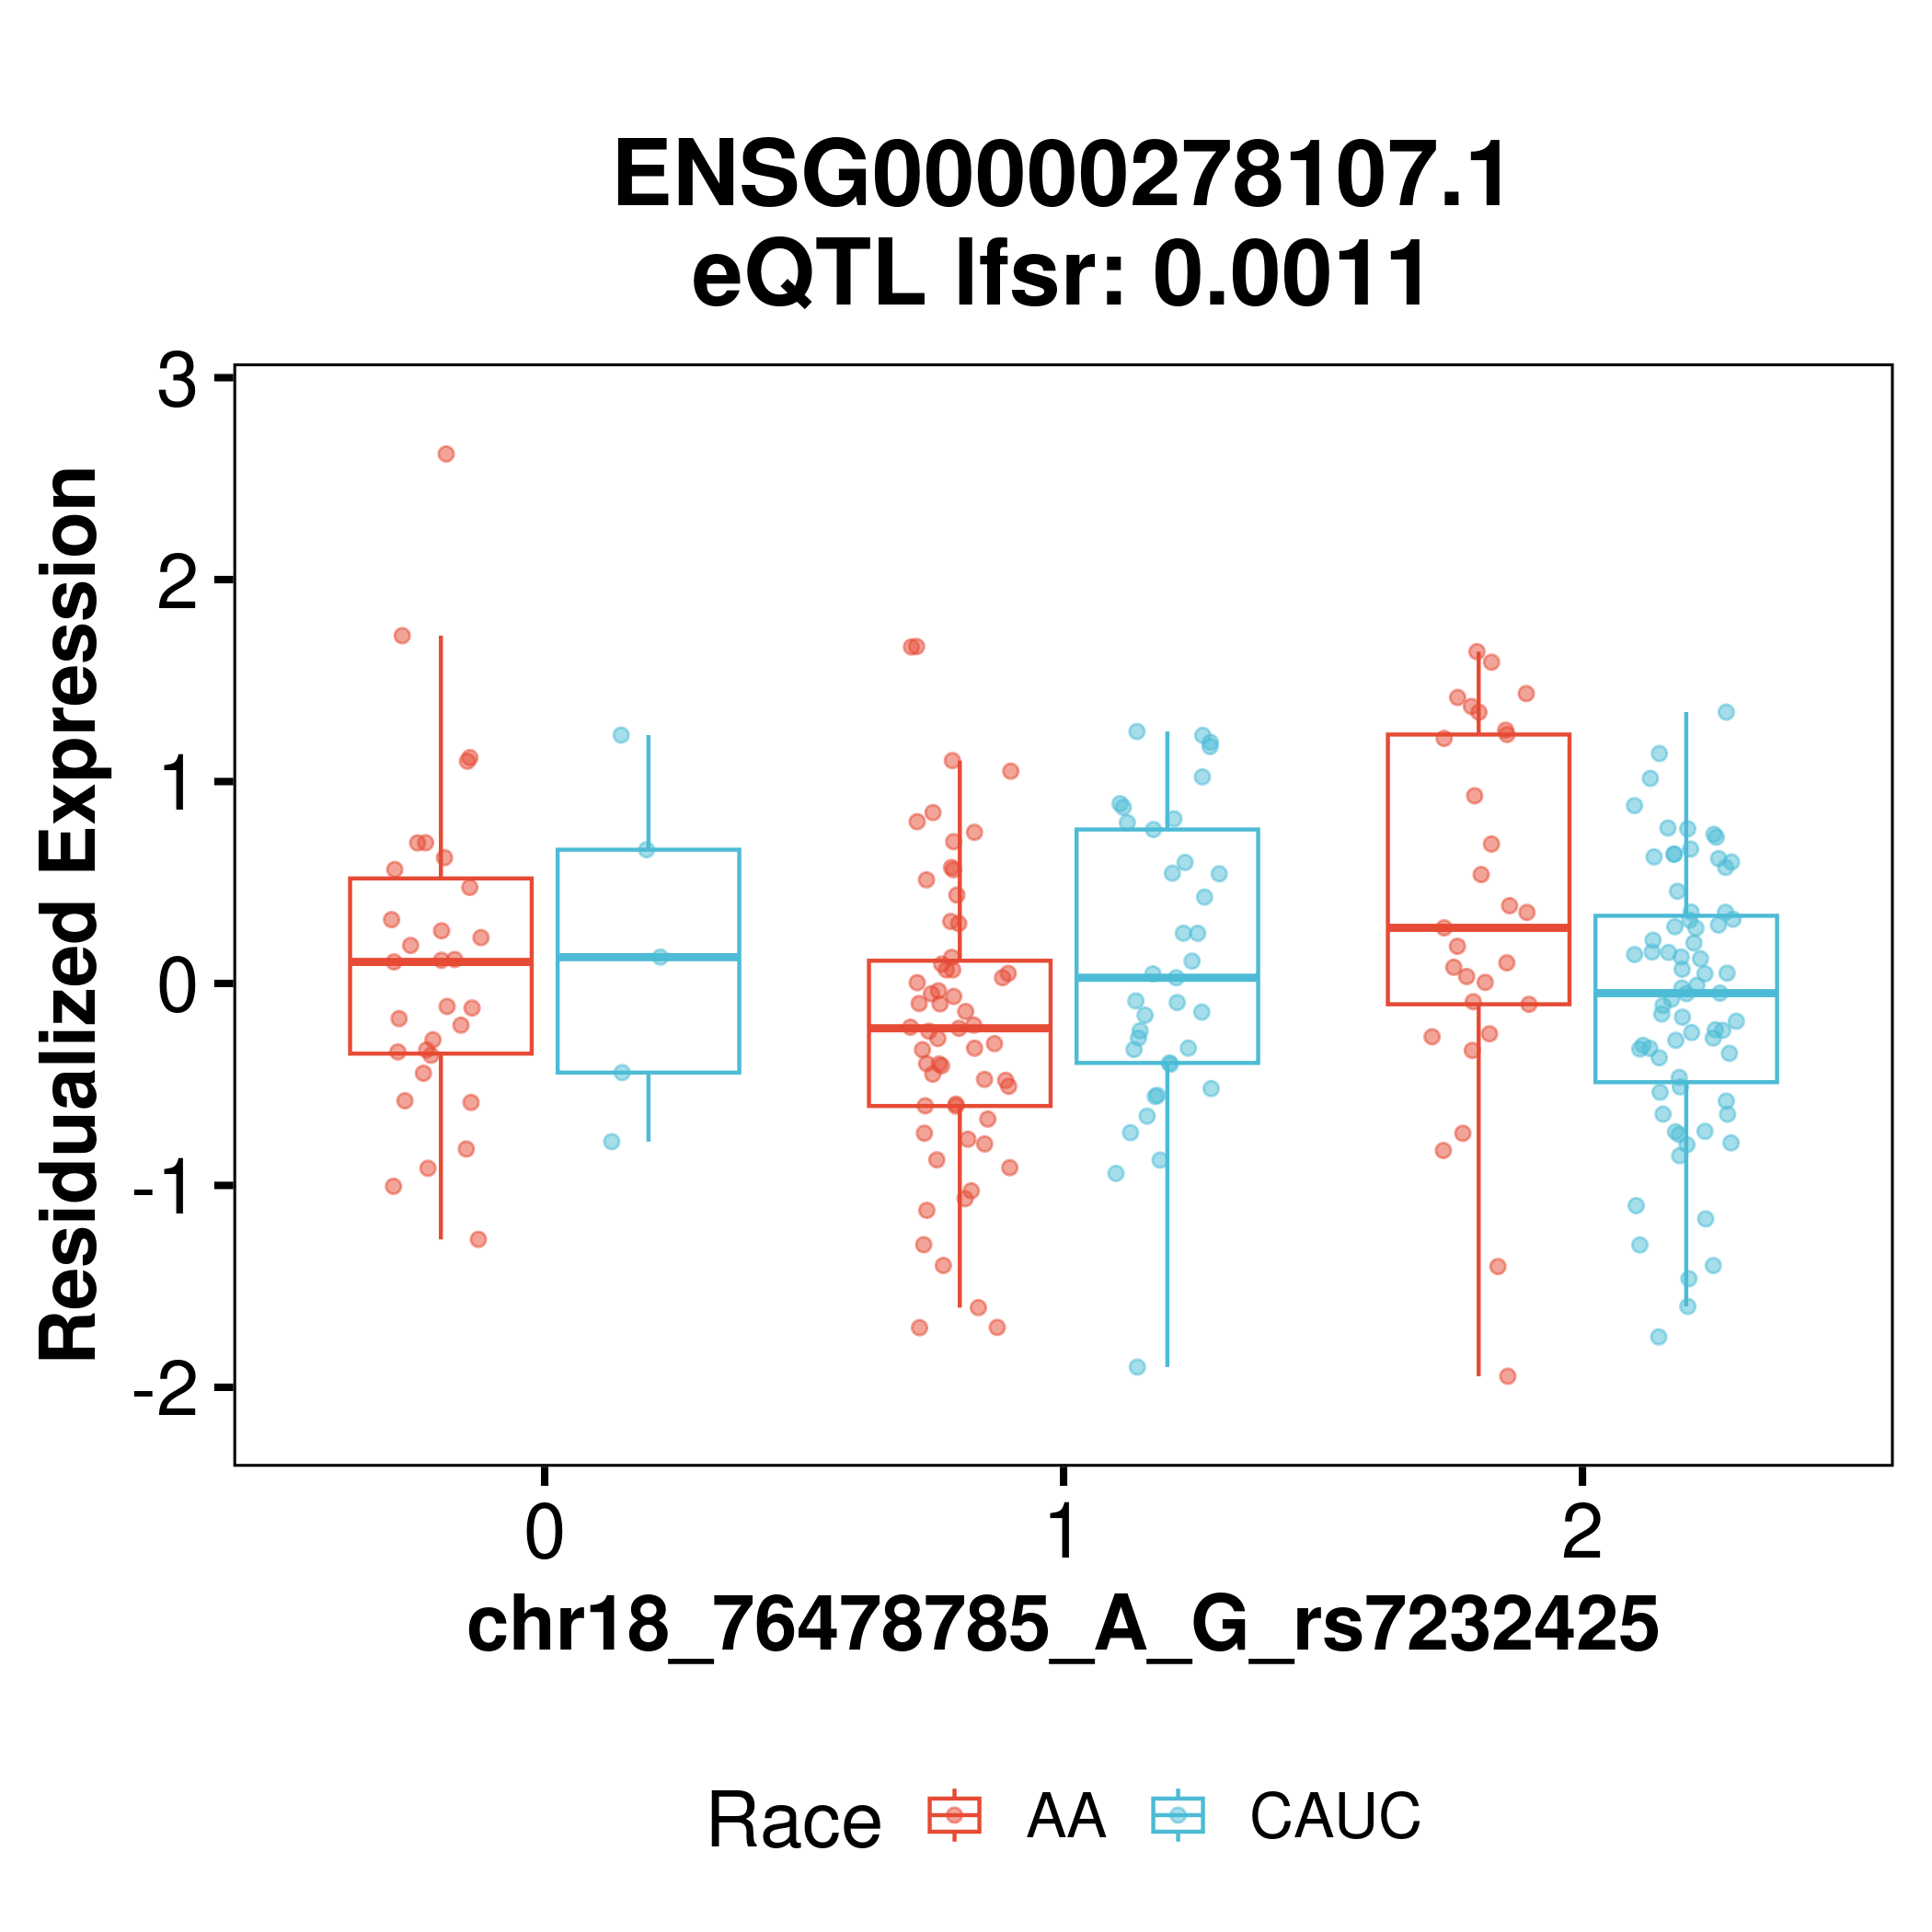 ENSG00000278107.1
eQTL lfsr: 0.0011
Residualized Expression
3
2
1
0
-1
-2
0 1 2
chr18_76478785_A_G_rs7232425
Race AA CAUC